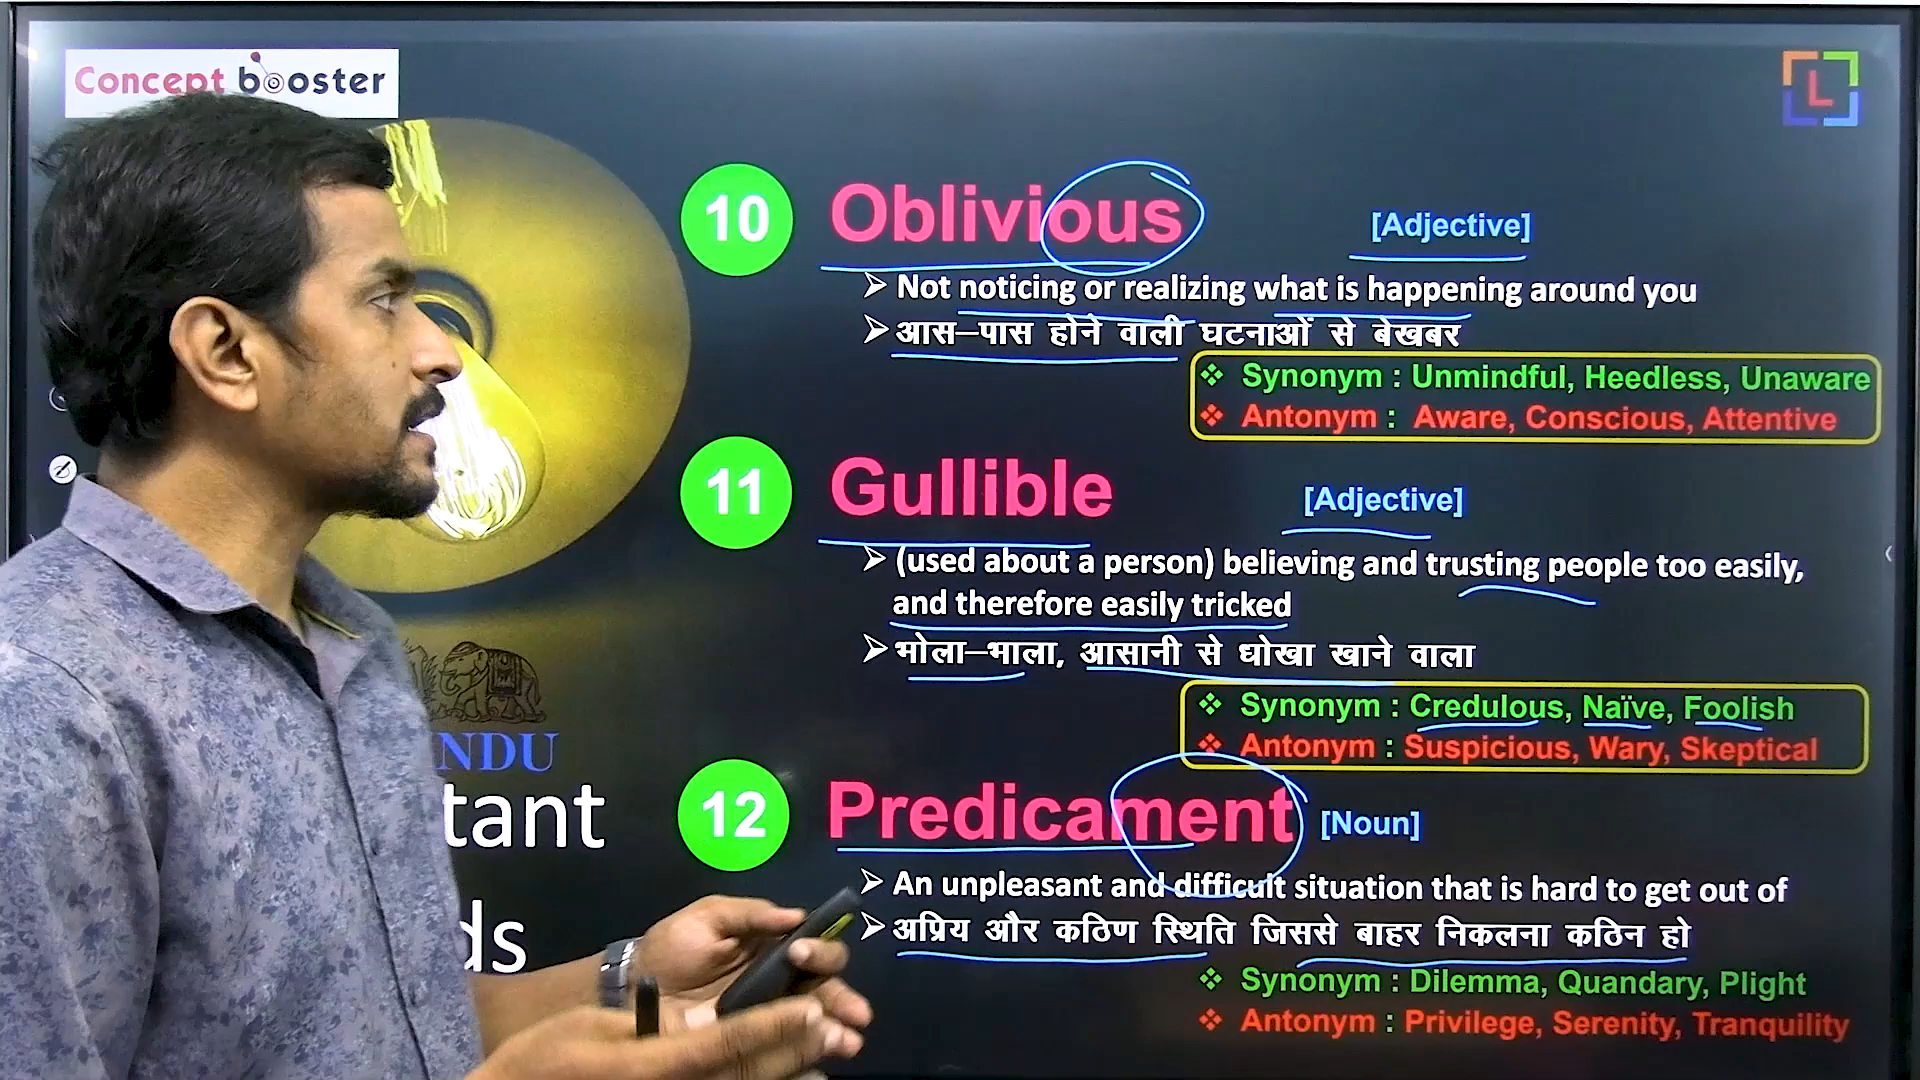 Concept booster
L
10 Oblivious [Adjective]
Not noticing or realizing what is happening around you
आस–पास होने वाली घटनाओं से बेखबर
Synonym : Unmindful, Heedless, Unaware
Antonym : Aware, Conscious, Attentive
11 Gullible [Adjective]
(used about a person) believing and trusting people too easily,
and therefore easily tricked
भोला–भाला, आसानी से धोखा खाने वाला
Synonym : Credulous, Naïve, Foolish
Antonym : Suspicious, Wary, Skeptical
NDU
tant
ds
12 Predicament [Noun]
An unpleasant and difficult situation that is hard to get out of
अप्रिय और कठिण स्थिति जिससे बाहर निकलना कठिन हो
Synonym : Dilemma, Quandary, Plight
Antonym : Privilege, Serenity, Tranquility